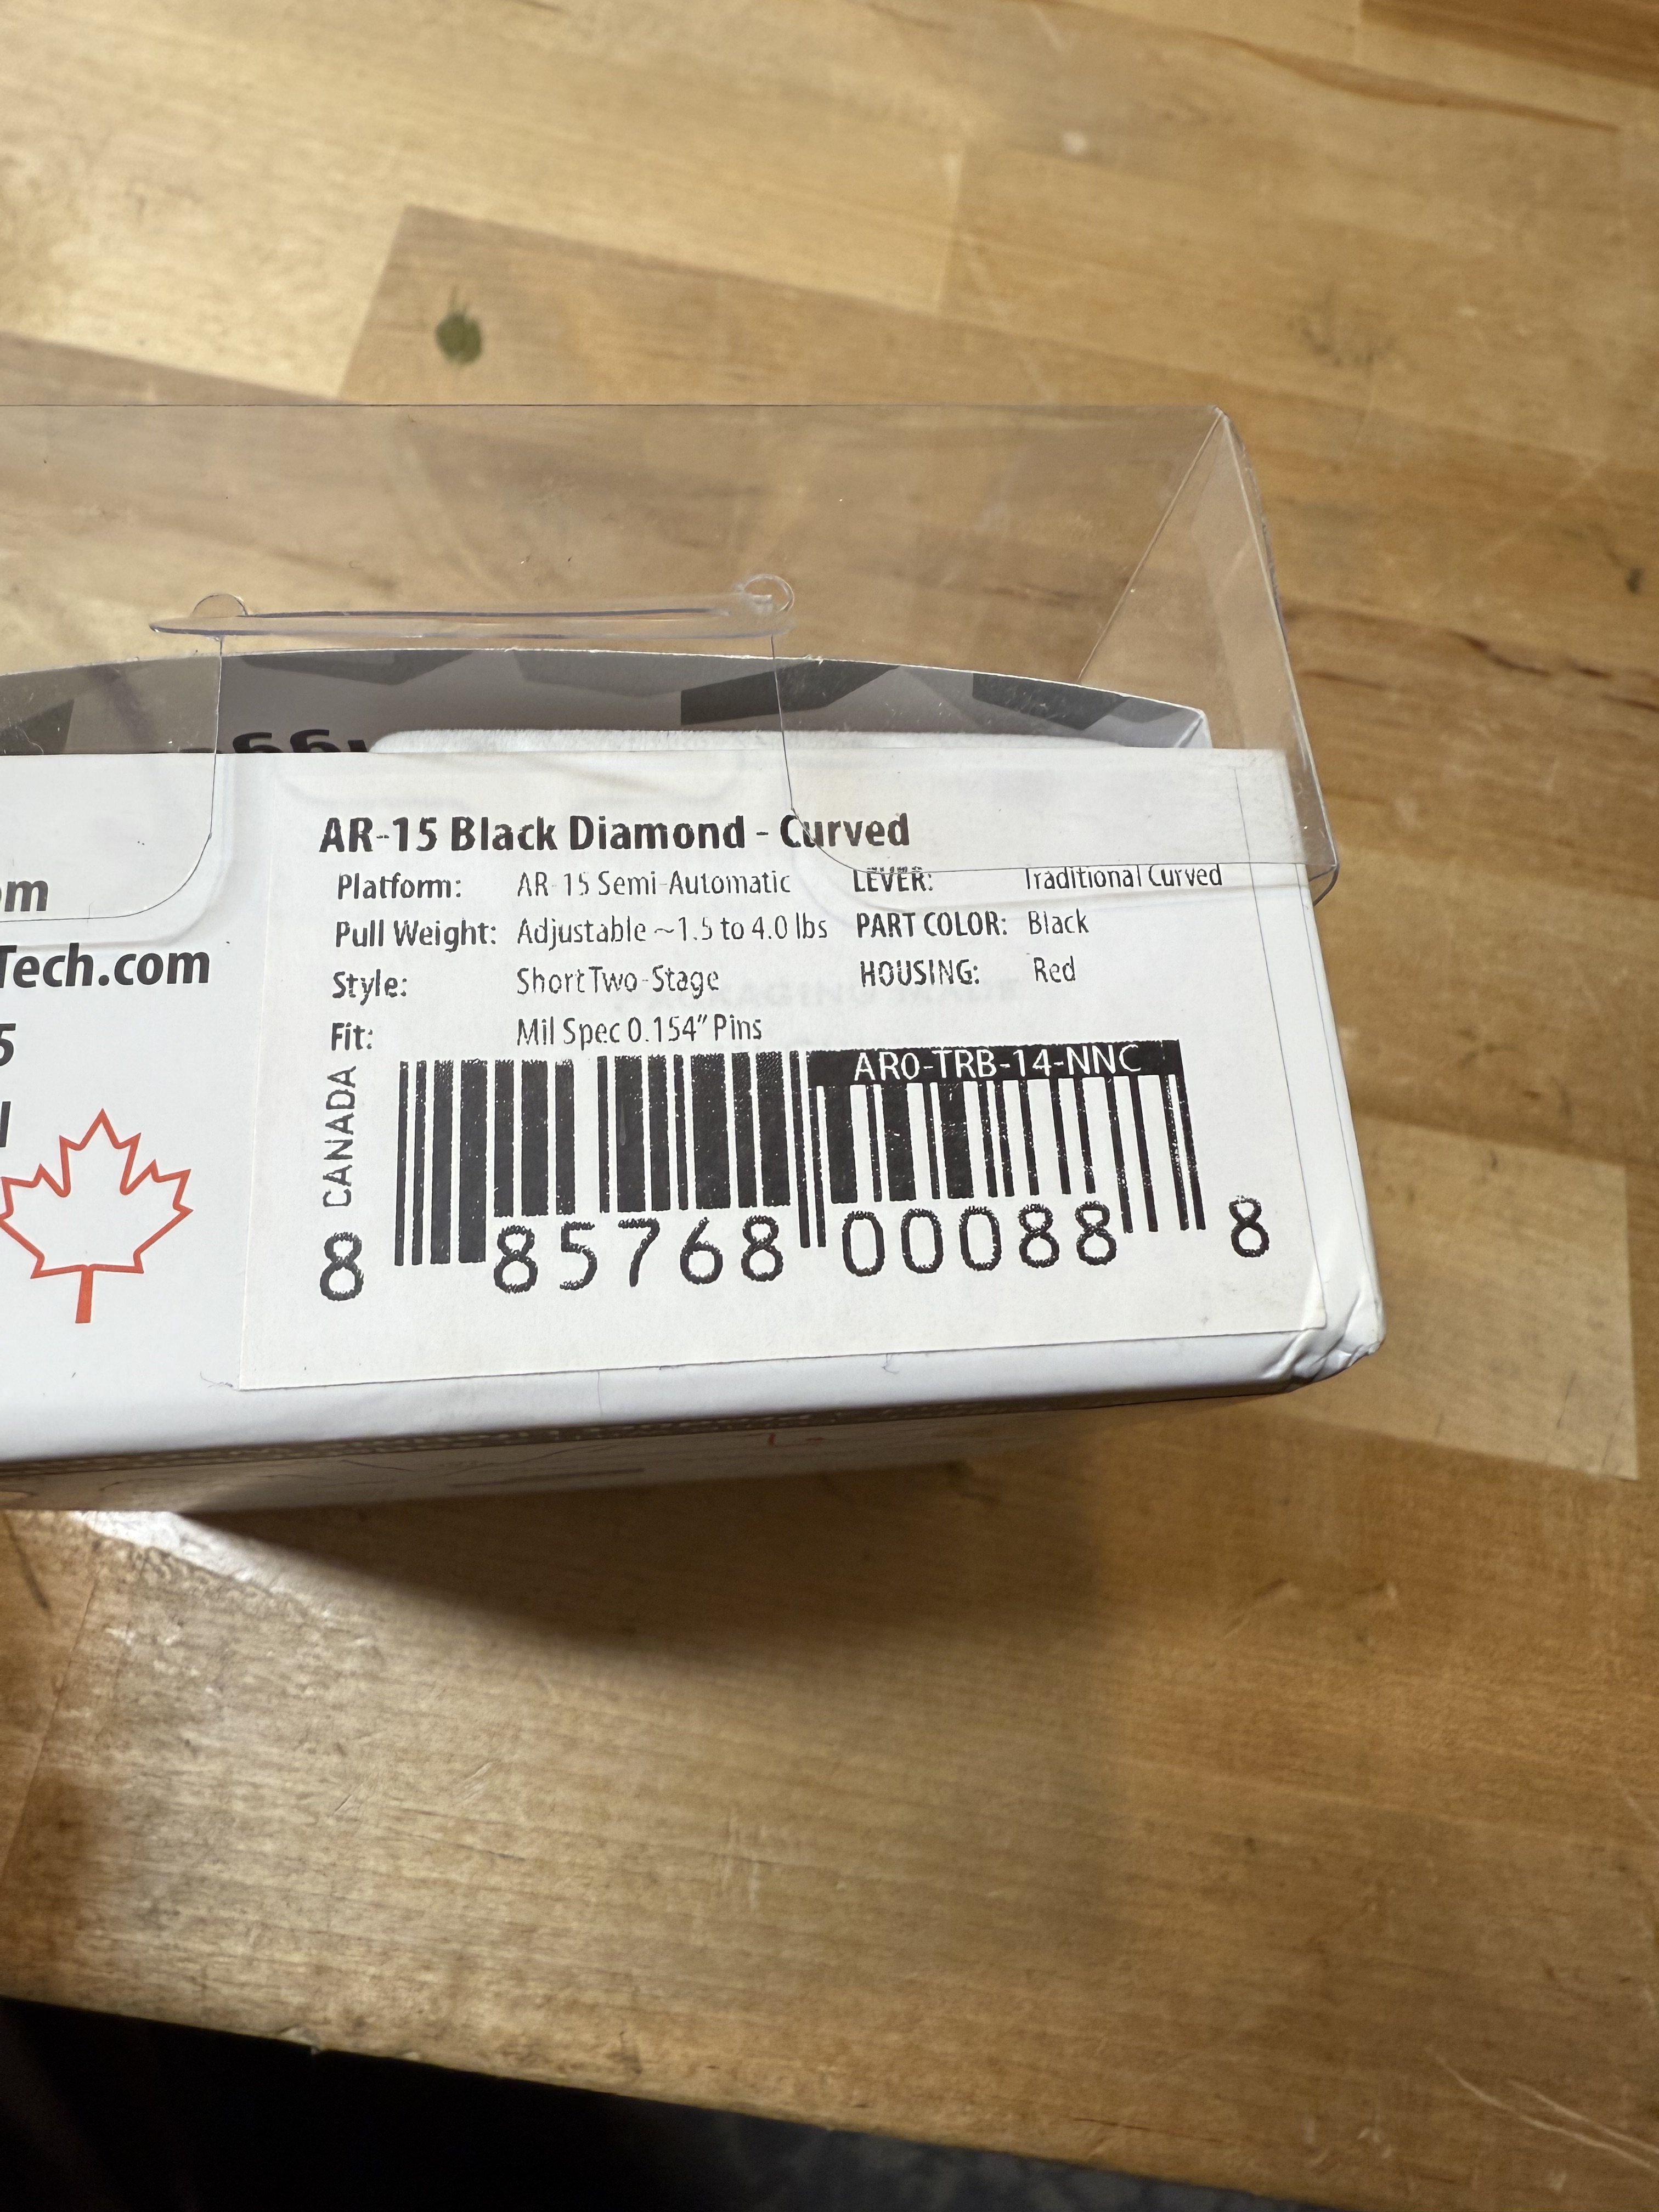 om
Tech.com
5
AR-15 Black Diamond - Curved
Platform: AR-15 Semi-Automatic LEVER: Traditional Curved
Pull Weight: Adjustable ~1.5 to 4.0 lbs PART COLOR: Black
Style: Short Two-Stage HOUSING: Red
Fit: Mil Spec 0.154" Pins
CANADA
AR0-TRB-14-NNC
8 85768 00088 8